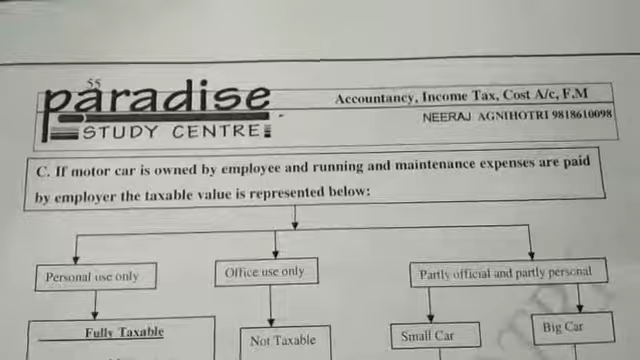 55
paradise
STUDY CENTRE
Accountancy, Income Tax, Cost A/c, F.M
NEERAJ AGNIHOTRI 9818610098
C. If motor car is owned by employee and running and maintenance expenses are paid
by employer the taxable value is represented below:
Personal use only
Office use only
Partly official and partly personal
Fully Taxable
Not Taxable
Small Car
Big Car